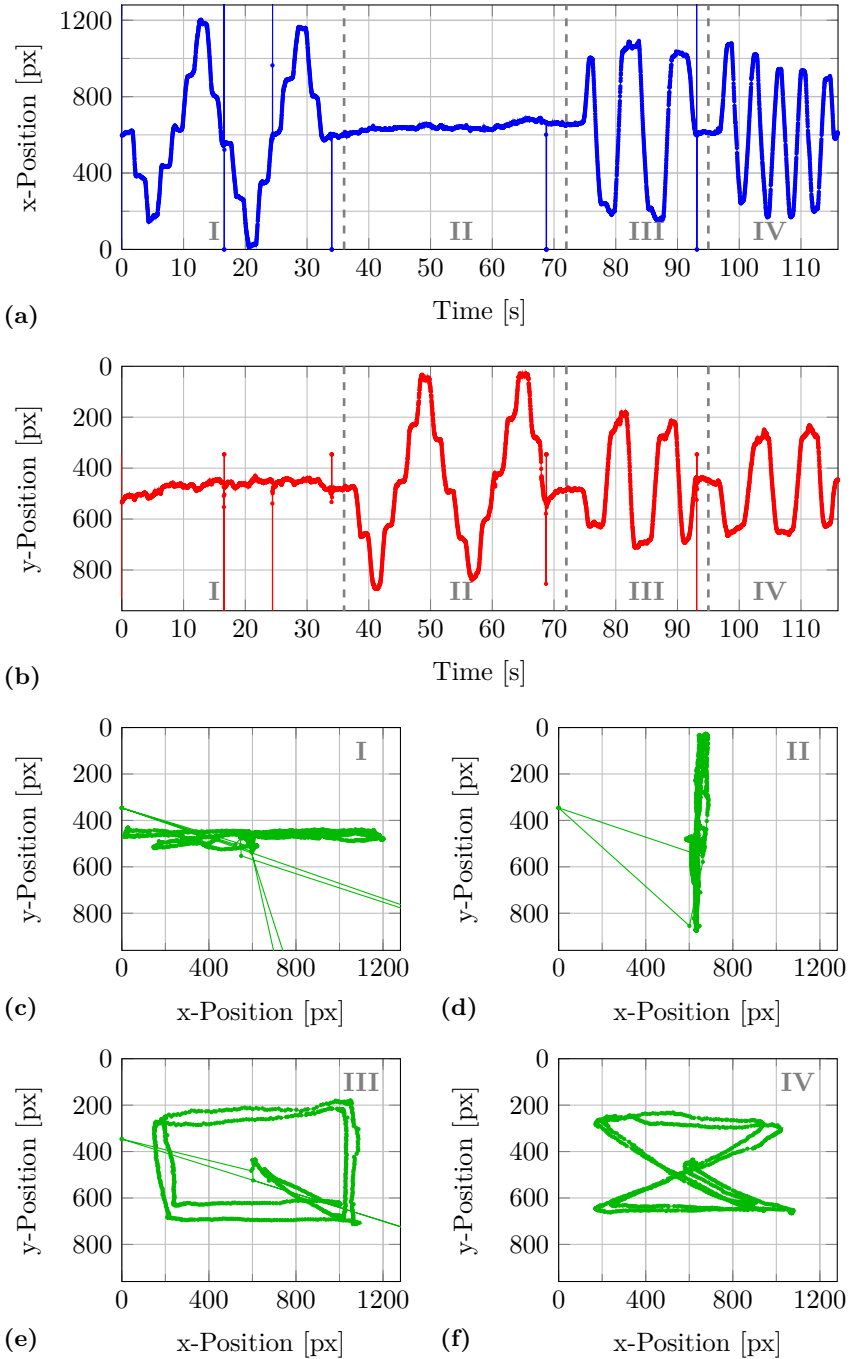 1200
800
400
0
x-Position [px]
I
II
III
IV
0 10 20 30 40 50 60 70 80 90 100 110
Time [s]
(a)
0
200
400
600
800
y-Position [px]
I
II
III
IV
0 10 20 30 40 50 60 70 80 90 100 110
Time [s]
(b)
0
200
400
600
800
y-Position [px]
I
0 400 800 1200
x-Position [px]
(c)
0
200
400
600
800
y-Position [px]
II
0 400 800 1200
x-Position [px]
(d)
0
200
400
600
800
y-Position [px]
III
0 400 800 1200
x-Position [px]
(e)
0
200
400
600
800
y-Position [px]
IV
0 400 800 1200
x-Position [px]
(f)